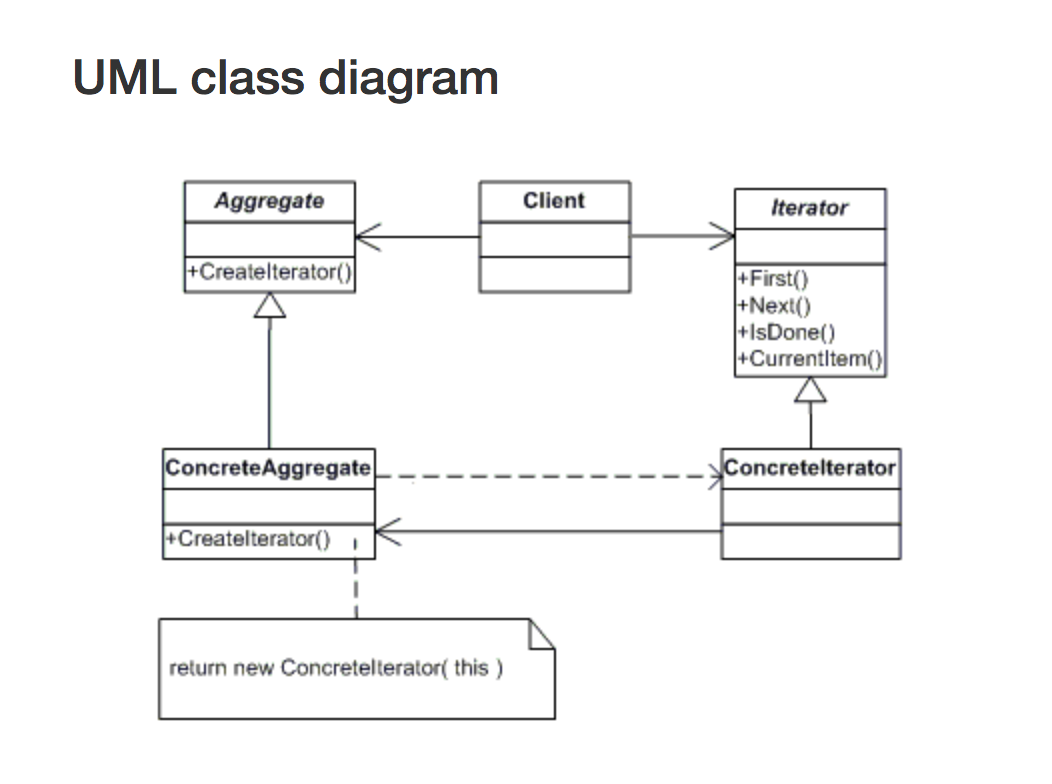 UML class diagram
Aggregate
+CreateIterator()
Client
Iterator
+First()
+Next()
+IsDone()
+CurrentItem()
ConcreteAggregate
+CreateIterator()
ConcreteIterator
return new ConcreteIterator( this )